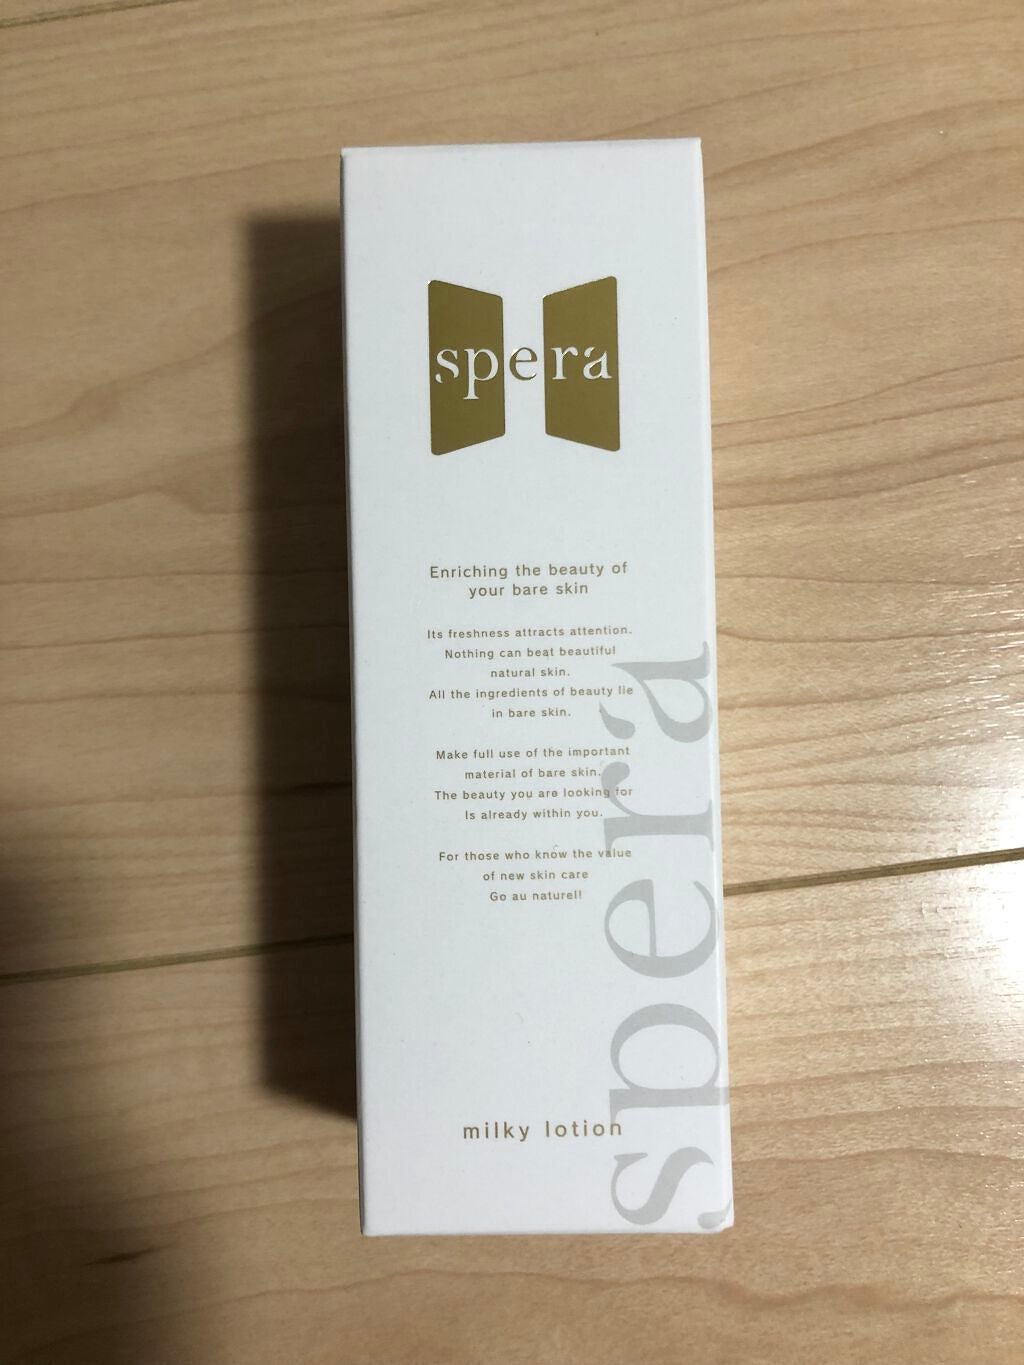 spera
Enriching the beauty of
your bare skin
Its freshness attracts attention.
Nothing can beat beautiful
natural skin.
All the ingredients of beauty lie
in bare skin.
Make full use of the important
material of bare skin.
The beauty you are looking for
Is already within you.
For those who know the value
of new skin care
Go au naturel!
milky lotion
spera